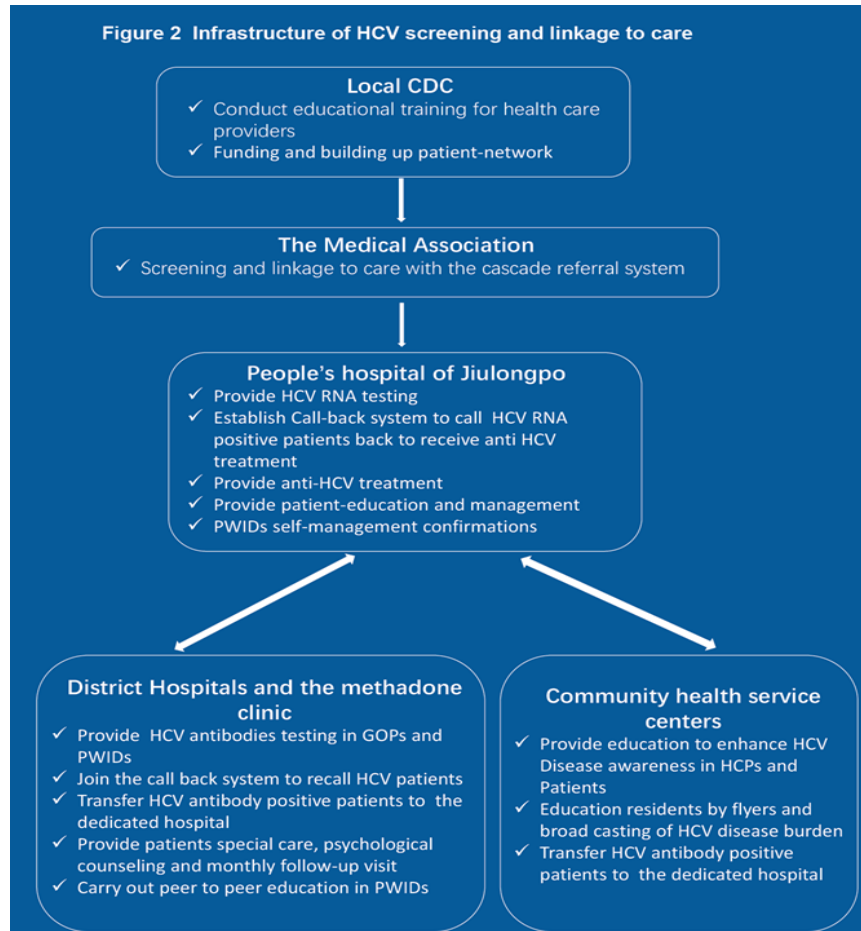 Figure 2 Infrastructure of HCV screening and linkage to care
Local CDC
✓ Conduct educational training for health care
providers
✓ Funding and building up patient-network
The Medical Association
✓ Screening and linkage to care with the cascade referral system
People's hospital of Jiulongpo
✓ Provide HCV RNA testing
✓ Establish Call-back system to call HCV RNA
positive patients back to receive anti HCV
treatment
✓ Provide anti-HCV treatment
✓ Provide patient-education and management
✓ PWIDs self-management confirmations
District Hospitals and the methadone
clinic
✓ Provide HCV antibodies testing in GOPs and
PWIDs
✓ Join the call back system to recall HCV patients
✓ Transfer HCV antibody positive patients to the
dedicated hospital
✓ Provide patients special care, psychological
counseling and monthly follow-up visit
✓ Carry out peer to peer education in PWIDs
Community health service
centers
✓ Provide education to enhance HCV
Disease awareness in HCPs and
Patients
✓ Education residents by flyers and
broad casting of HCV disease burden
✓ Transfer HCV antibody positive
patients to the dedicated hospital